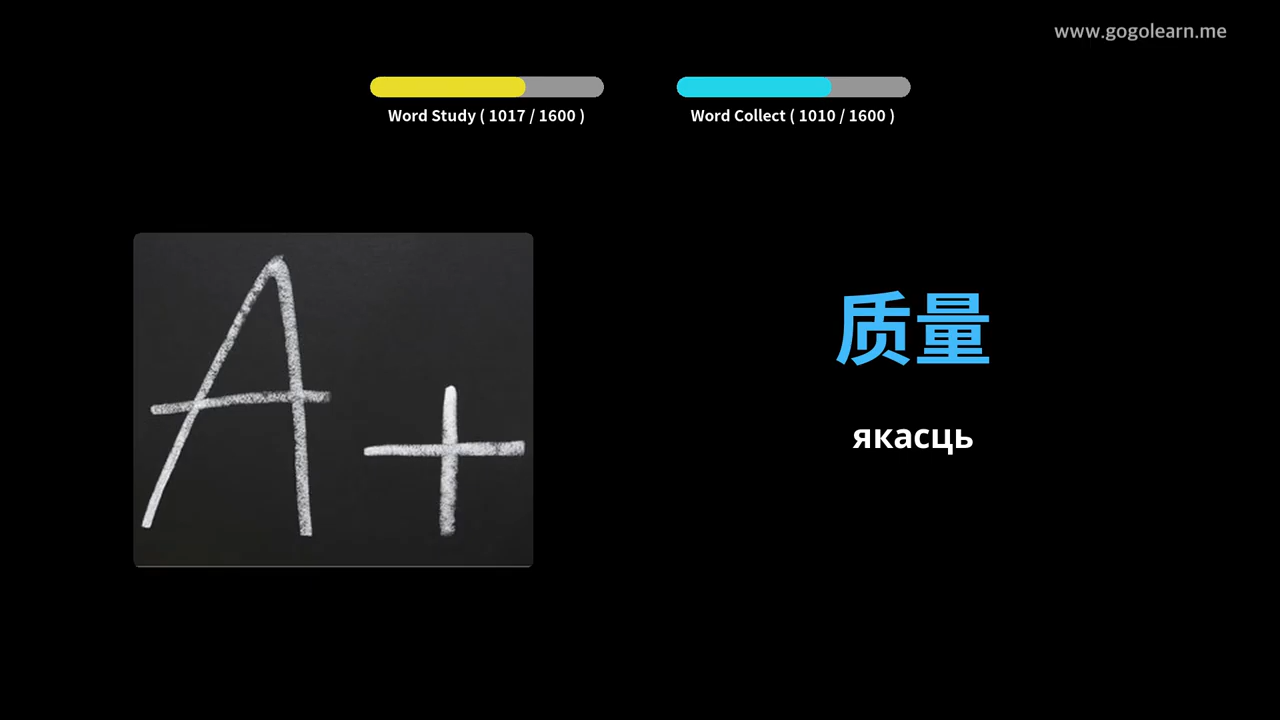 www.gogolearn.me
Word Study ( 1017 / 1600 )
Word Collect ( 1010 / 1600 )
A+
质量
якасць